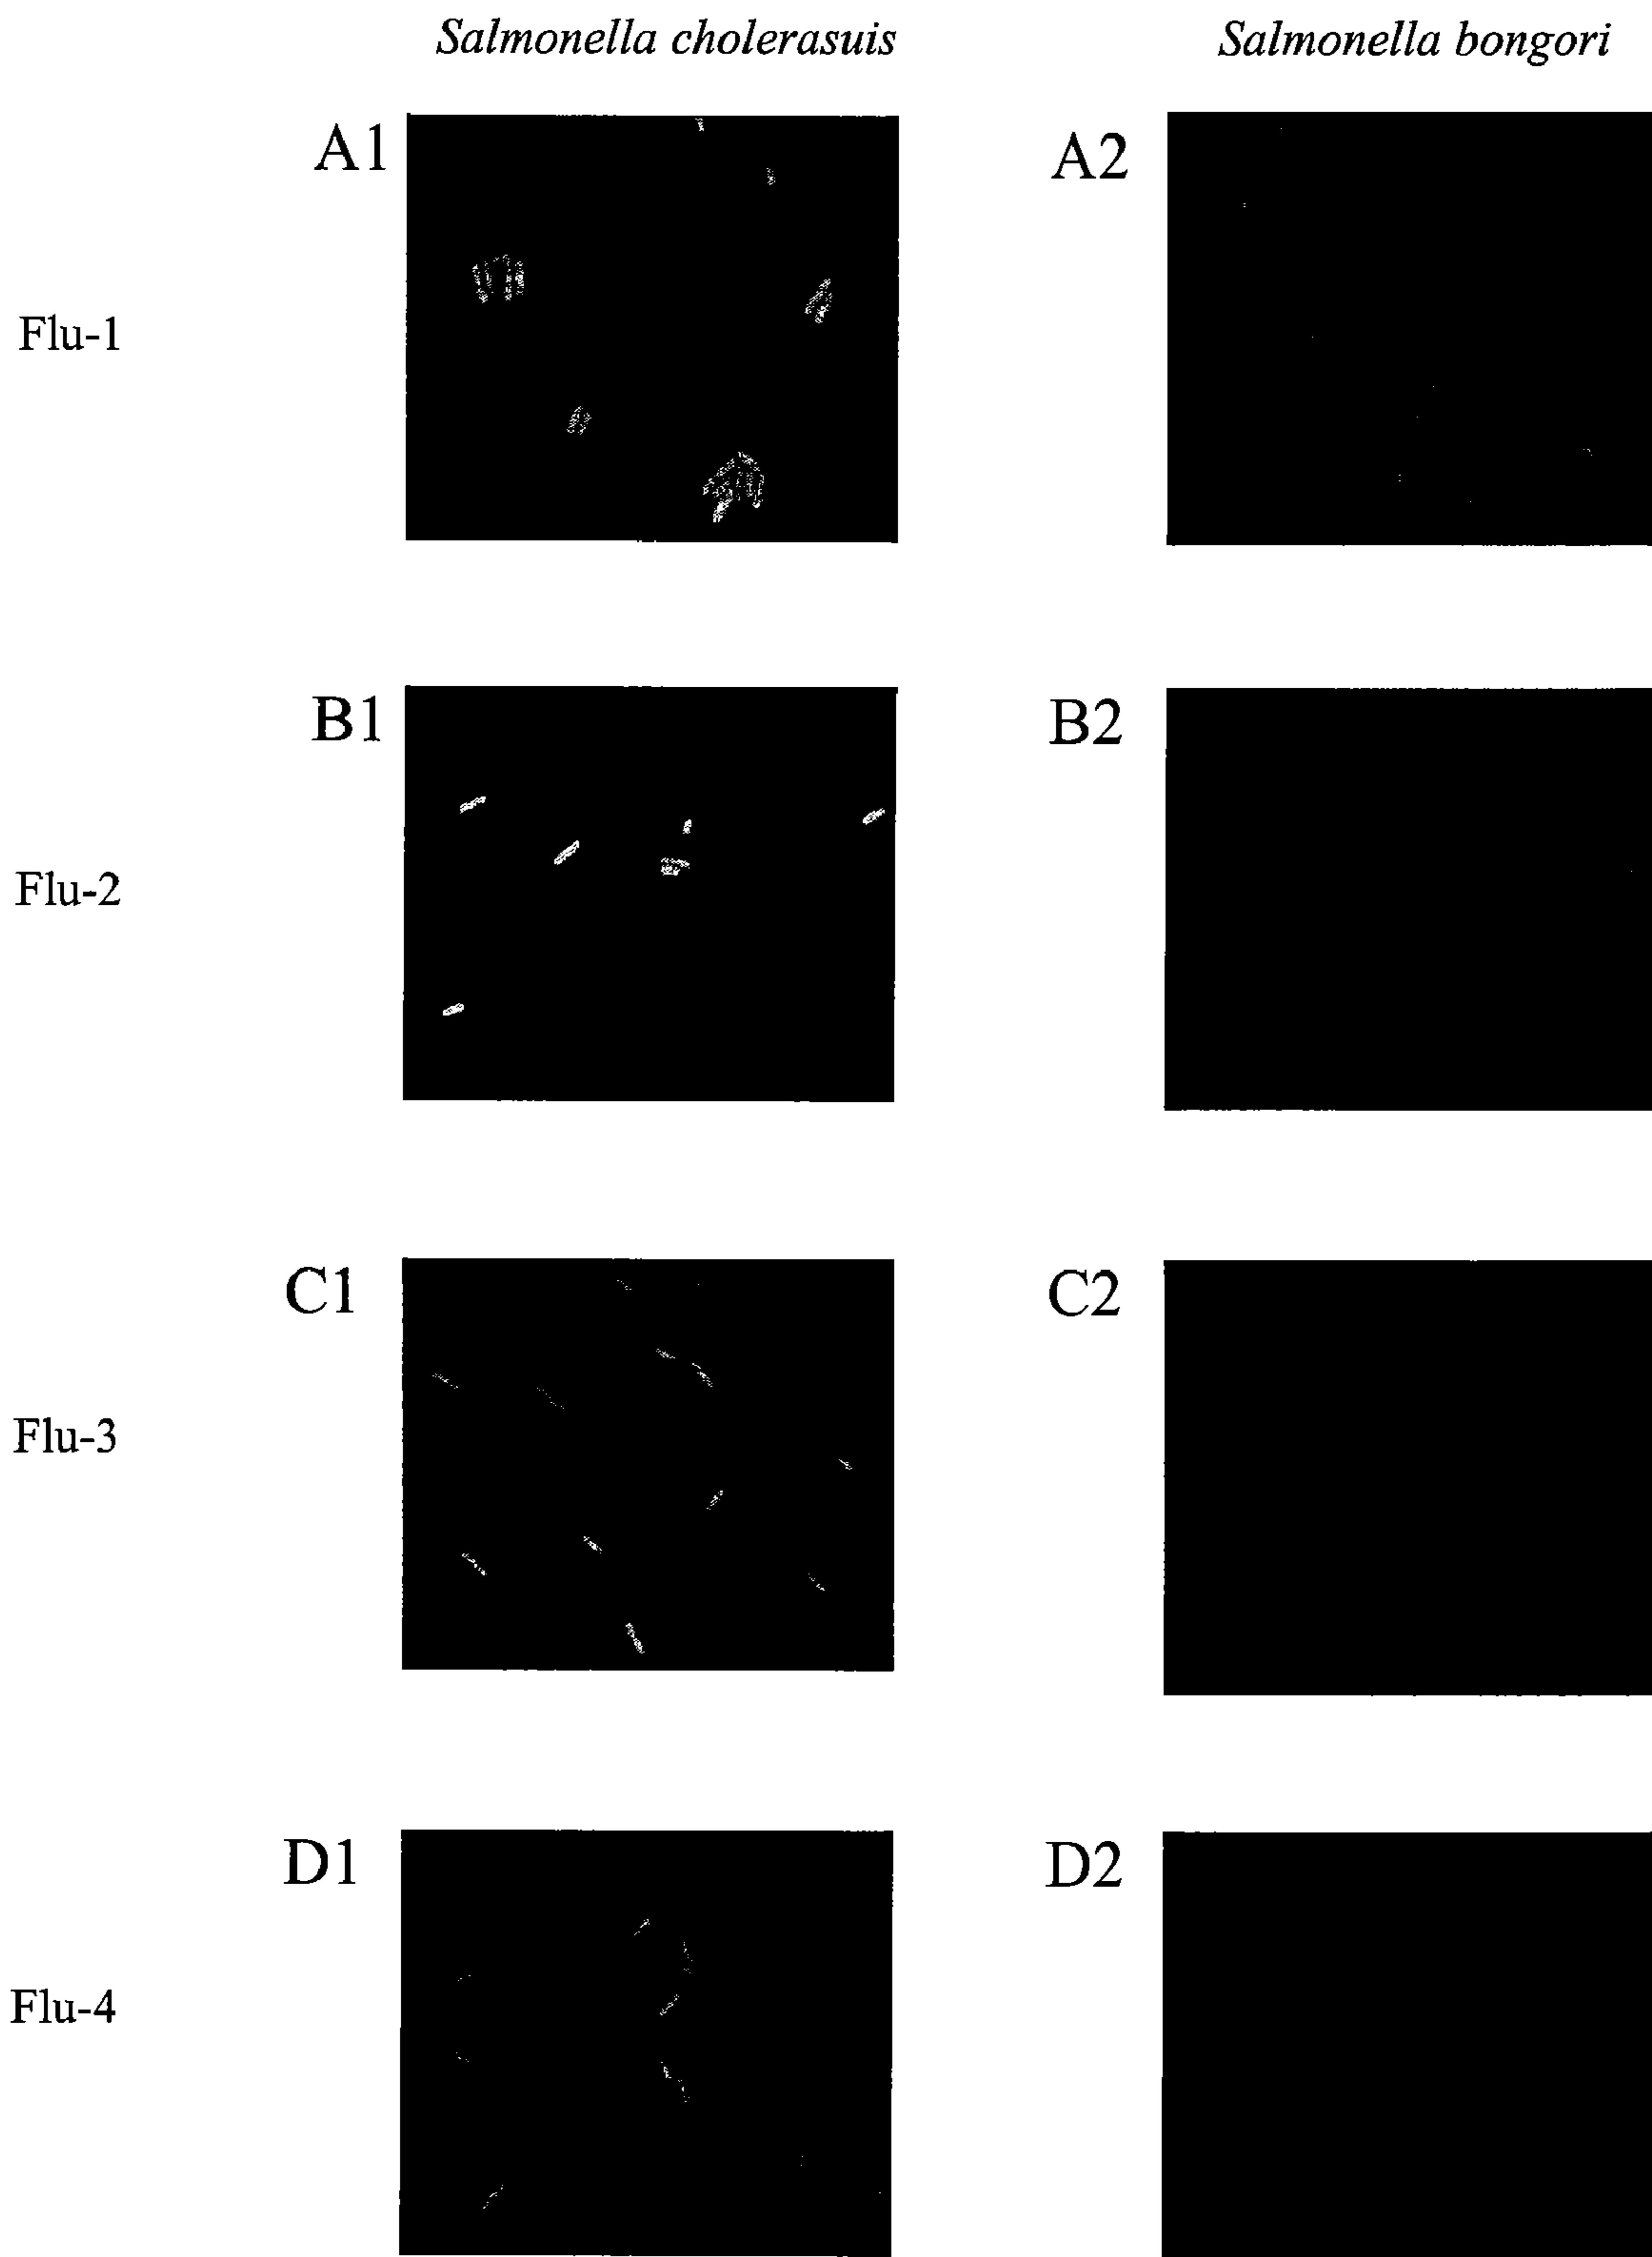 Salmonella cholerasuis Salmonella bongori
A1 A2
Flu-1
B1 B2
Flu-2
C1 C2
Flu-3
D1 D2
Flu-4